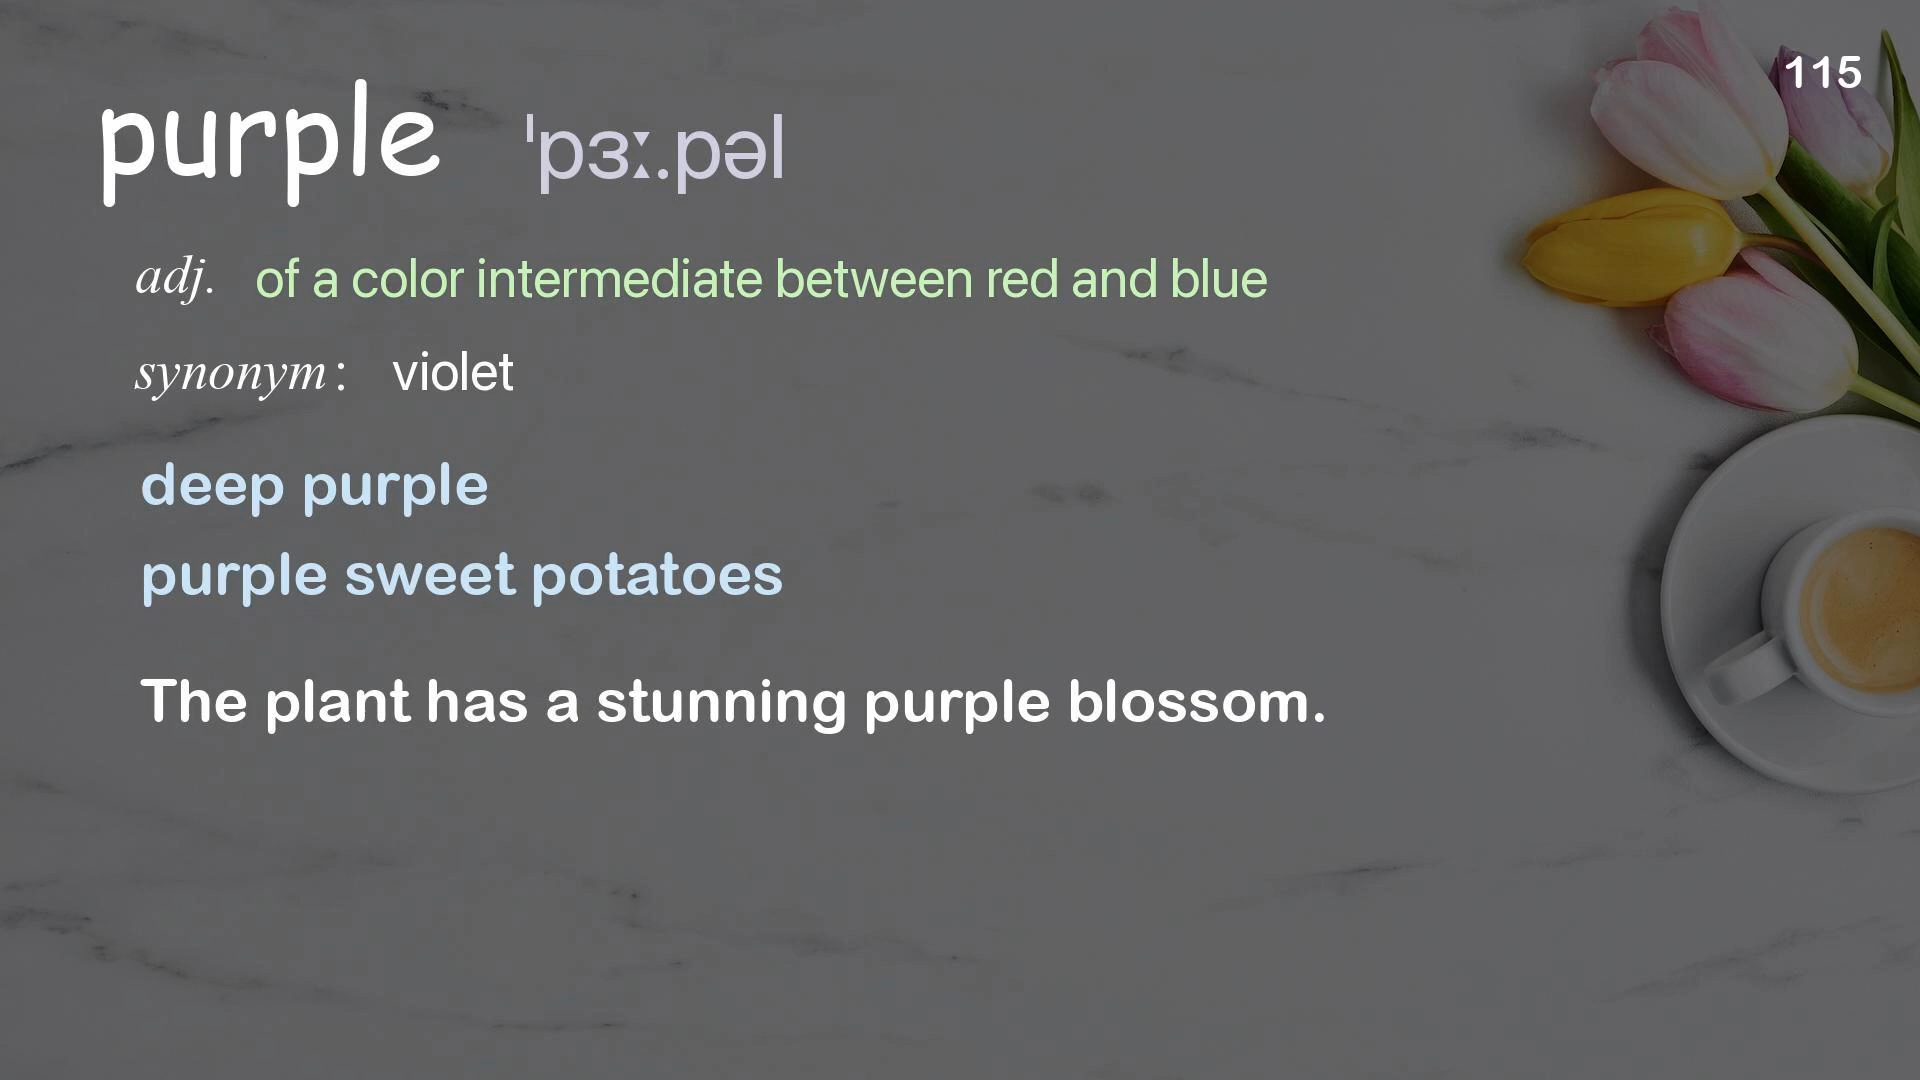 115
purple ˈpɜː.pəl
adj. of a color intermediate between red and blue
synonym: violet
deep purple
purple sweet potatoes
The plant has a stunning purple blossom.